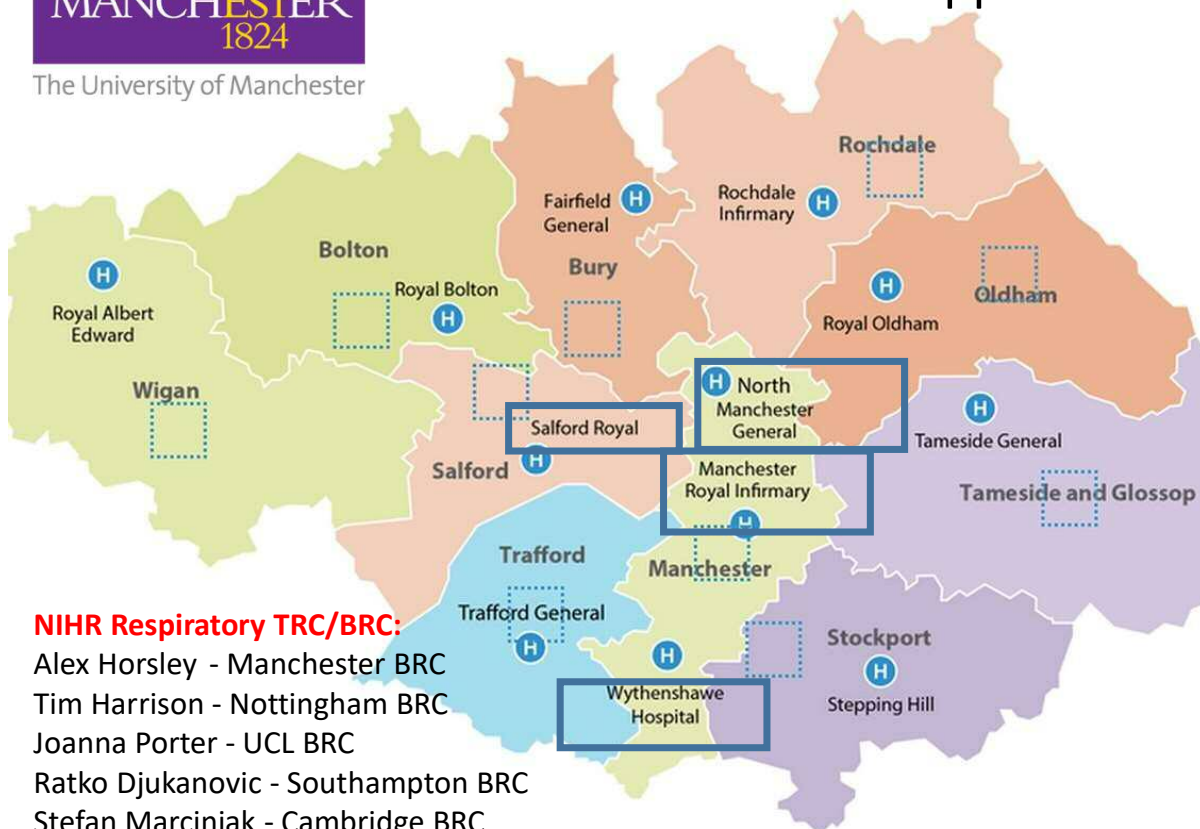 MANCHESTER
1824
The University of Manchester
Rochdale
Fairfield
General
H
Rochdale
Infirmary
H
Bolton
Bury
H
Royal Albert
Edward
Royal Bolton
H
H
Royal Oldham
Oldham
Wigan
H
North
Manchester
General
H
Tameside General
Salford Royal
Salford
H
Manchester
Royal Infirmary
H
Tameside and Glossop
Trafford
Manchester
Trafford General
H
H
Wythenshawe
Hospital
Stockport
H
Stepping Hill
NIHR Respiratory TRC/BRC:
Alex Horsley - Manchester BRC
Tim Harrison - Nottingham BRC
Joanna Porter - UCL BRC
Ratko Djukanovic - Southampton BRC
Stefan Marciniak - Cambridge BRC